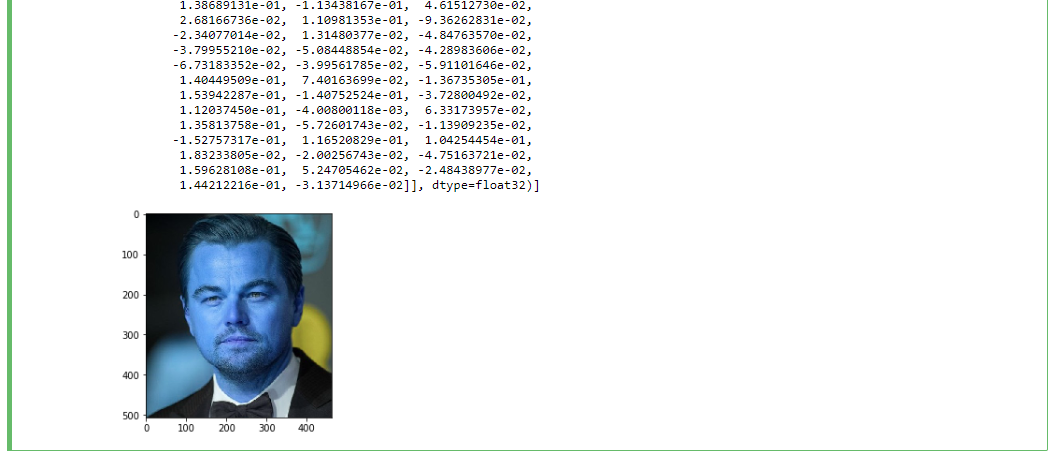 1.38689131e-01, -1.13438167e-01, 4.61512730e-02,
2.68166736e-02, 1.10981353e-01, -9.36262831e-02,
-2.34077014e-02, 1.31480377e-02, -4.84763570e-02,
-3.79955210e-02, -5.08448854e-02, -4.28983606e-02,
-6.73183352e-02, -3.99561785e-02, -5.91101646e-02,
1.40449509e-01, 7.40163699e-02, -1.36735305e-01,
1.53942287e-01, -1.40752524e-01, -3.72800492e-02,
1.12037450e-01, -4.00800118e-03, 6.33173957e-02,
1.35813758e-01, -5.72601743e-02, -1.13909235e-02,
-1.52757317e-01, 1.16520829e-01, 1.04254454e-01,
1.83233805e-02, -2.00256743e-02, -4.75163721e-02,
1.59628108e-01, 5.24705462e-02, -2.48438977e-02,
1.44212216e-01, -3.13714966e-02]], dtype=float32)]
0
100
200
300
400
500
0 100 200 300 400